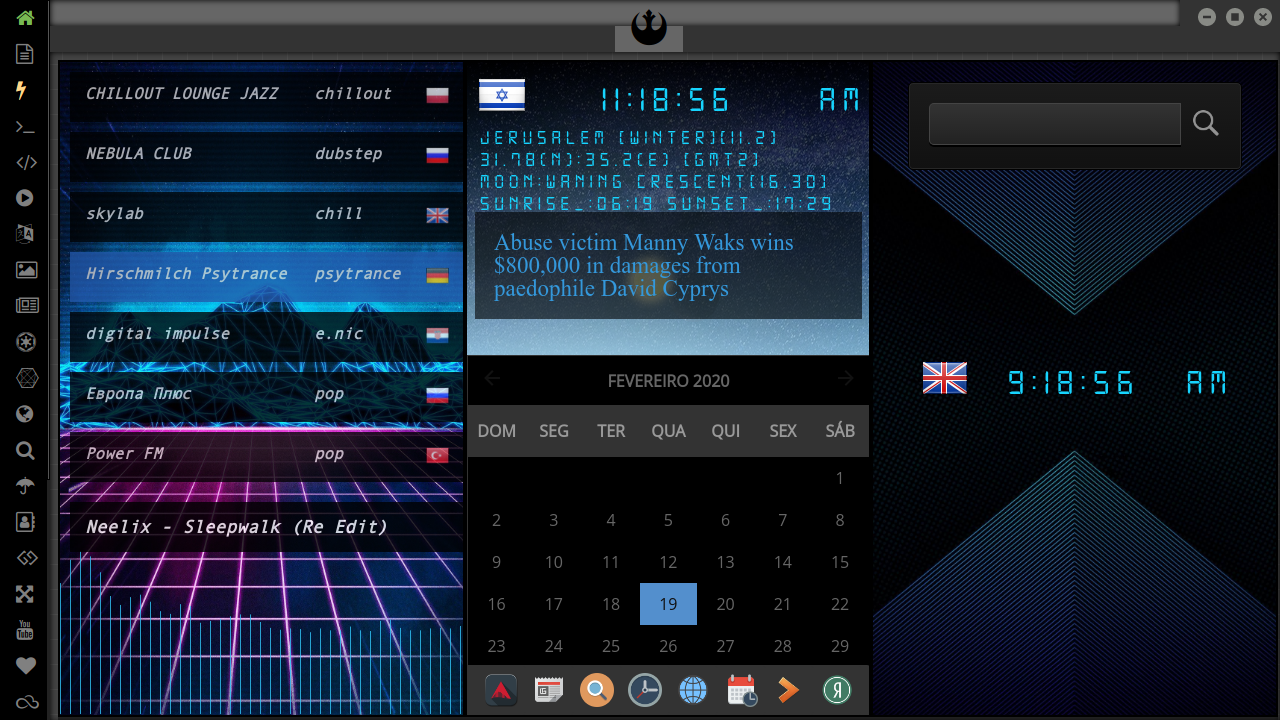 CHILLOUT LOUNGE JAZZ chillout
NEBULA CLUB dubstep
skylab chill
Hirschmilch Psytrance psytrance
digital impulse e.nic
Европа Плюс pop
Power FM pop
Neelix - Sleepwalk (Re Edit)
11:18:56 AM
JERUSALEM [WINTER][11.2]
31.78(N):35.2(E) [GMT2]
MOON:WANING CRESCENT[16.30]
SUNRISE_:06:19 SUNSET_:17:29
Abuse victim Manny Waks wins
$800,000 in damages from
paedophile David Cyprys
FEVEREIRO 2020
DOM SEG TER QUA QUI SEX SÁB
1
2 3 4 5 6 7 8
9 10 11 12 13 14 15
16 17 18 19 20 21 22
23 24 25 26 27 28 29
9:18:56 AM
You
Tube
Я